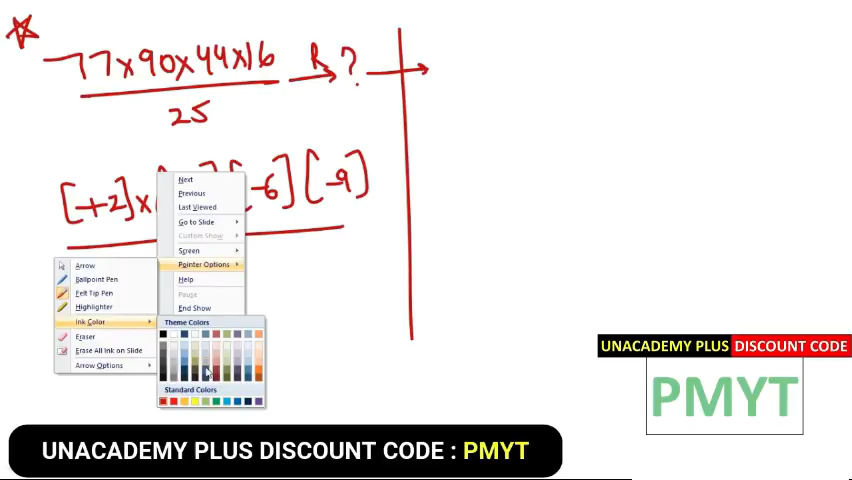 77x90x44x16 R ?
25
[+2]x[ ][-6][-9]
Next
Previous
Last Viewed
Go to Slide
Custom Show
Screen
Pointer Options
Help
Pause
End Show
Arrow
Ballpoint Pen
Felt Tip Pen
Highlighter
Ink Color
Eraser
Erase All Ink on Slide
Arrow Options
Theme Colors
Standard Colors
UNACADEMY PLUS DISCOUNT CODE
PMYT
UNACADEMY PLUS DISCOUNT CODE : PMYT